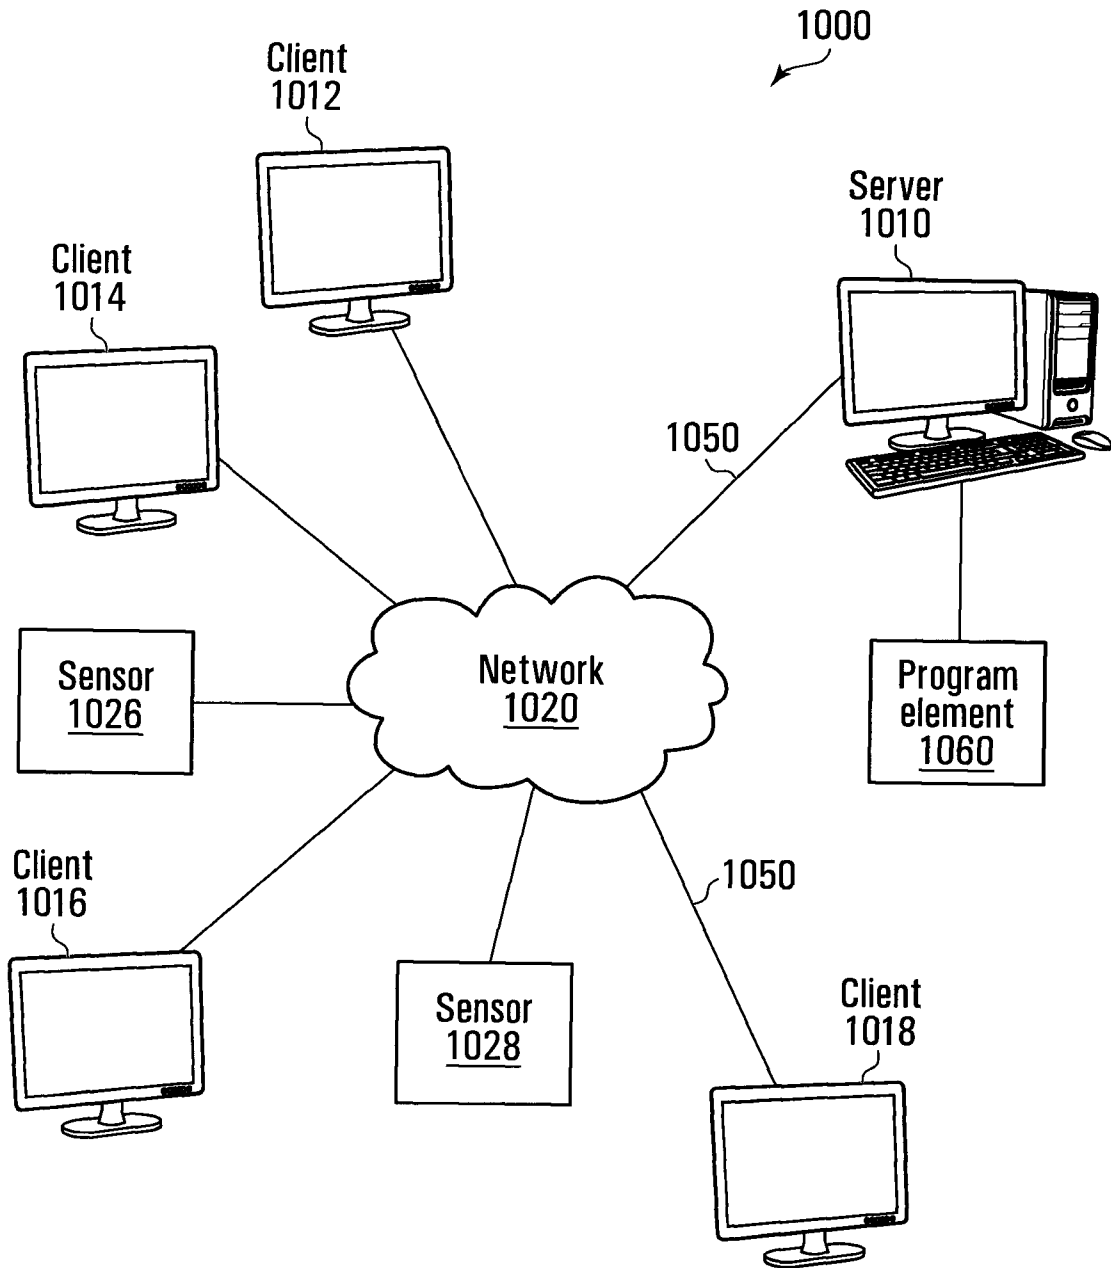 1000
Client
1012
Server
1010
Client
1014
1050
Sensor
1026
Network
1020
Program
element
1060
Client
1016
1050
Sensor
1028
Client
1018